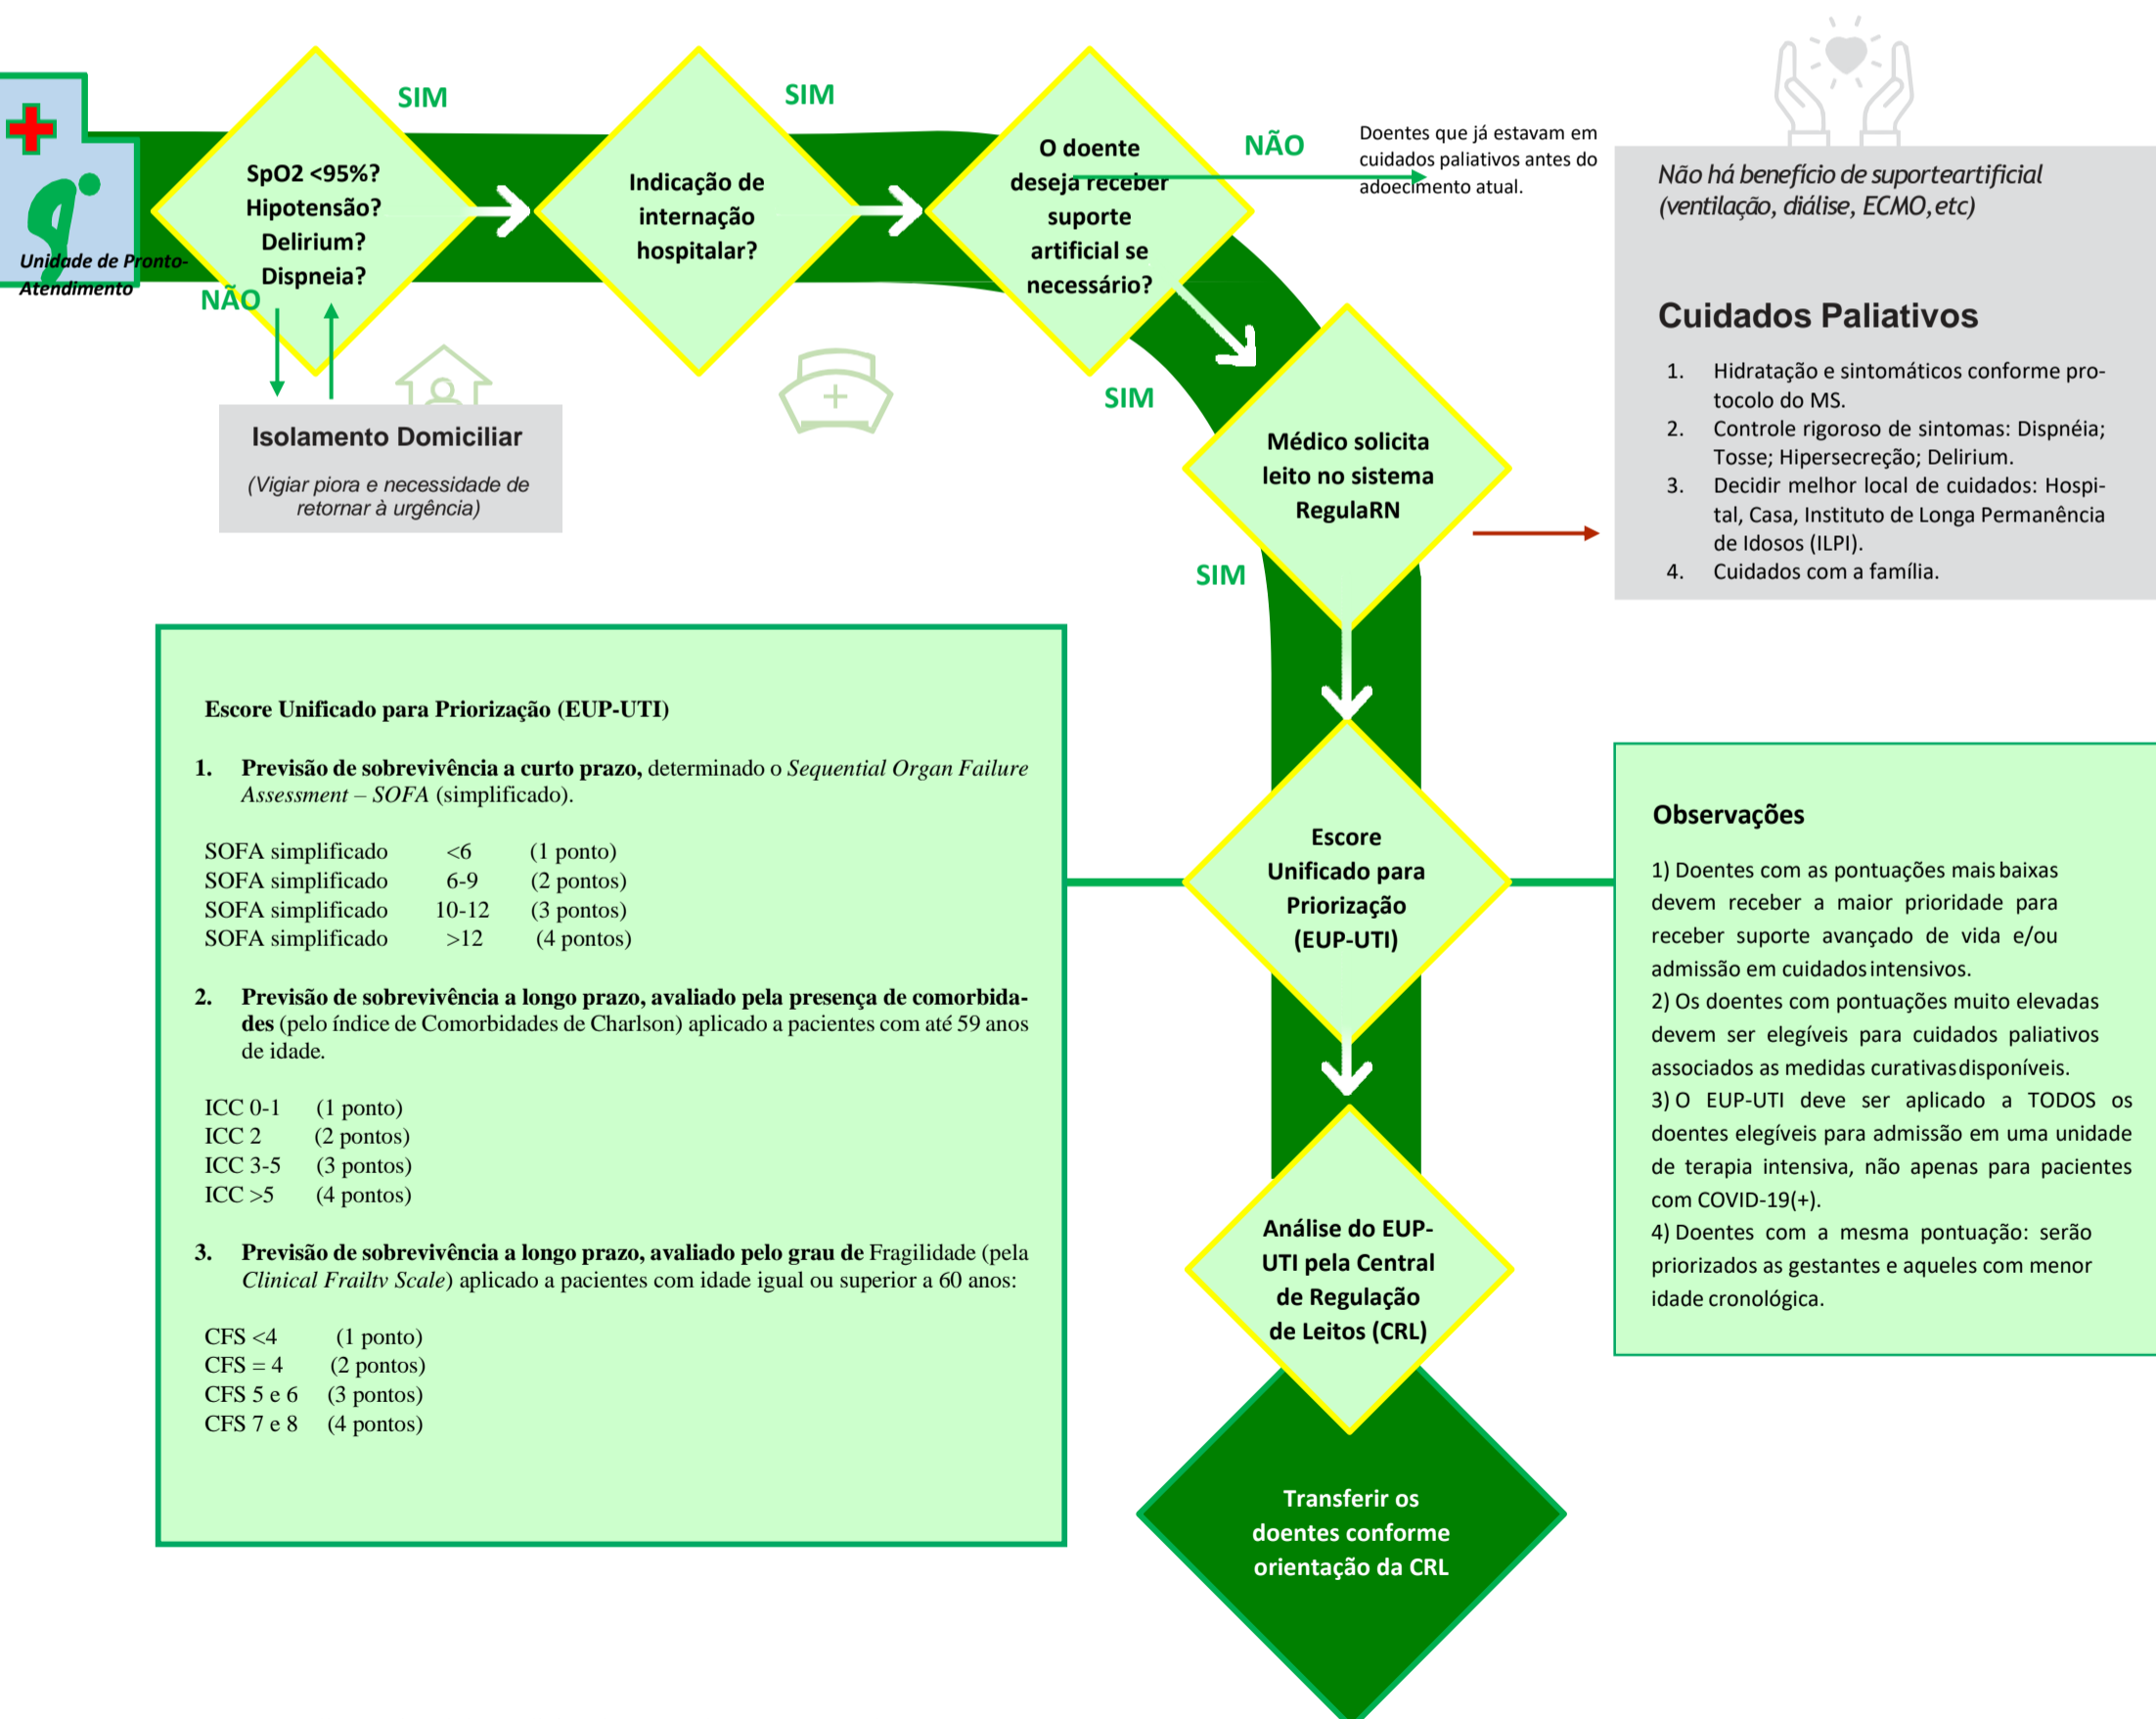 SIM
SIM
NÃO
Unidade de Pronto-
Atendimento
SpO2 <95%?
Hipotensão?
Delirium?
Dispneia?
NÃO
Indicação de
internação
hospitalar?
O doente
deseja receber
suporte
artificial se
necessário?
SIM
Doentes que já estavam em
cuidados paliativos antes do
adoecimento atual.
Não há benefício de suporteartificial
(ventilação, diálise, ECMO, etc)
Cuidados Paliativos
1. Hidratação e sintomáticos conforme pro-
tocolo do MS.
2. Controle rigoroso de sintomas: Dispnéia;
Tosse; Hipersecreção; Delirium.
3. Decidir melhor local de cuidados: Hospi-
tal, Casa, Instituto de Longa Permanência
de Idosos (ILPI).
4. Cuidados com a família.
Isolamento Domiciliar
(Vigiar piora e necessidade de
retornar à urgência)
Médico solicita
leito no sistema
RegulaRN
SIM
Escore Unificado para Priorização (EUP-UTI)
1. Previsão de sobrevivência a curto prazo, determinado o Sequential Organ Failure
Assessment – SOFA (simplificado).
SOFA simplificado <6 (1 ponto)
SOFA simplificado 6-9 (2 pontos)
SOFA simplificado 10-12 (3 pontos)
SOFA simplificado >12 (4 pontos)
2. Previsão de sobrevivência a longo prazo, avaliado pela presença de comorbida-
des (pelo índice de Comorbidades de Charlson) aplicado a pacientes com até 59 anos
de idade.
ICC 0-1 (1 ponto)
ICC 2 (2 pontos)
ICC 3-5 (3 pontos)
ICC >5 (4 pontos)
3. Previsão de sobrevivência a longo prazo, avaliado pelo grau de Fragilidade (pela
Clinical Frailtv Scale) aplicado a pacientes com idade igual ou superior a 60 anos:
CFS <4 (1 ponto)
CFS = 4 (2 pontos)
CFS 5 e 6 (3 pontos)
CFS 7 e 8 (4 pontos)
Escore
Unificado para
Priorização
(EUP-UTI)
Observações
1) Doentes com as pontuações mais baixas
devem receber a maior prioridade para
receber suporte avançado de vida e/ou
admissão em cuidados intensivos.
2) Os doentes com pontuações muito elevadas
devem ser elegíveis para cuidados paliativos
associados as medidas curativas disponíveis.
3) O EUP-UTI deve ser aplicado a TODOS os
doentes elegíveis para admissão em uma unidade
de terapia intensiva, não apenas para pacientes
com COVID-19(+).
4) Doentes com a mesma pontuação: serão
priorizados as gestantes e aqueles com menor
idade cronológica.
Análise do EUP-
UTI pela Central
de Regulação
de Leitos (CRL)
Transferir os
doentes conforme
orientação da CRL